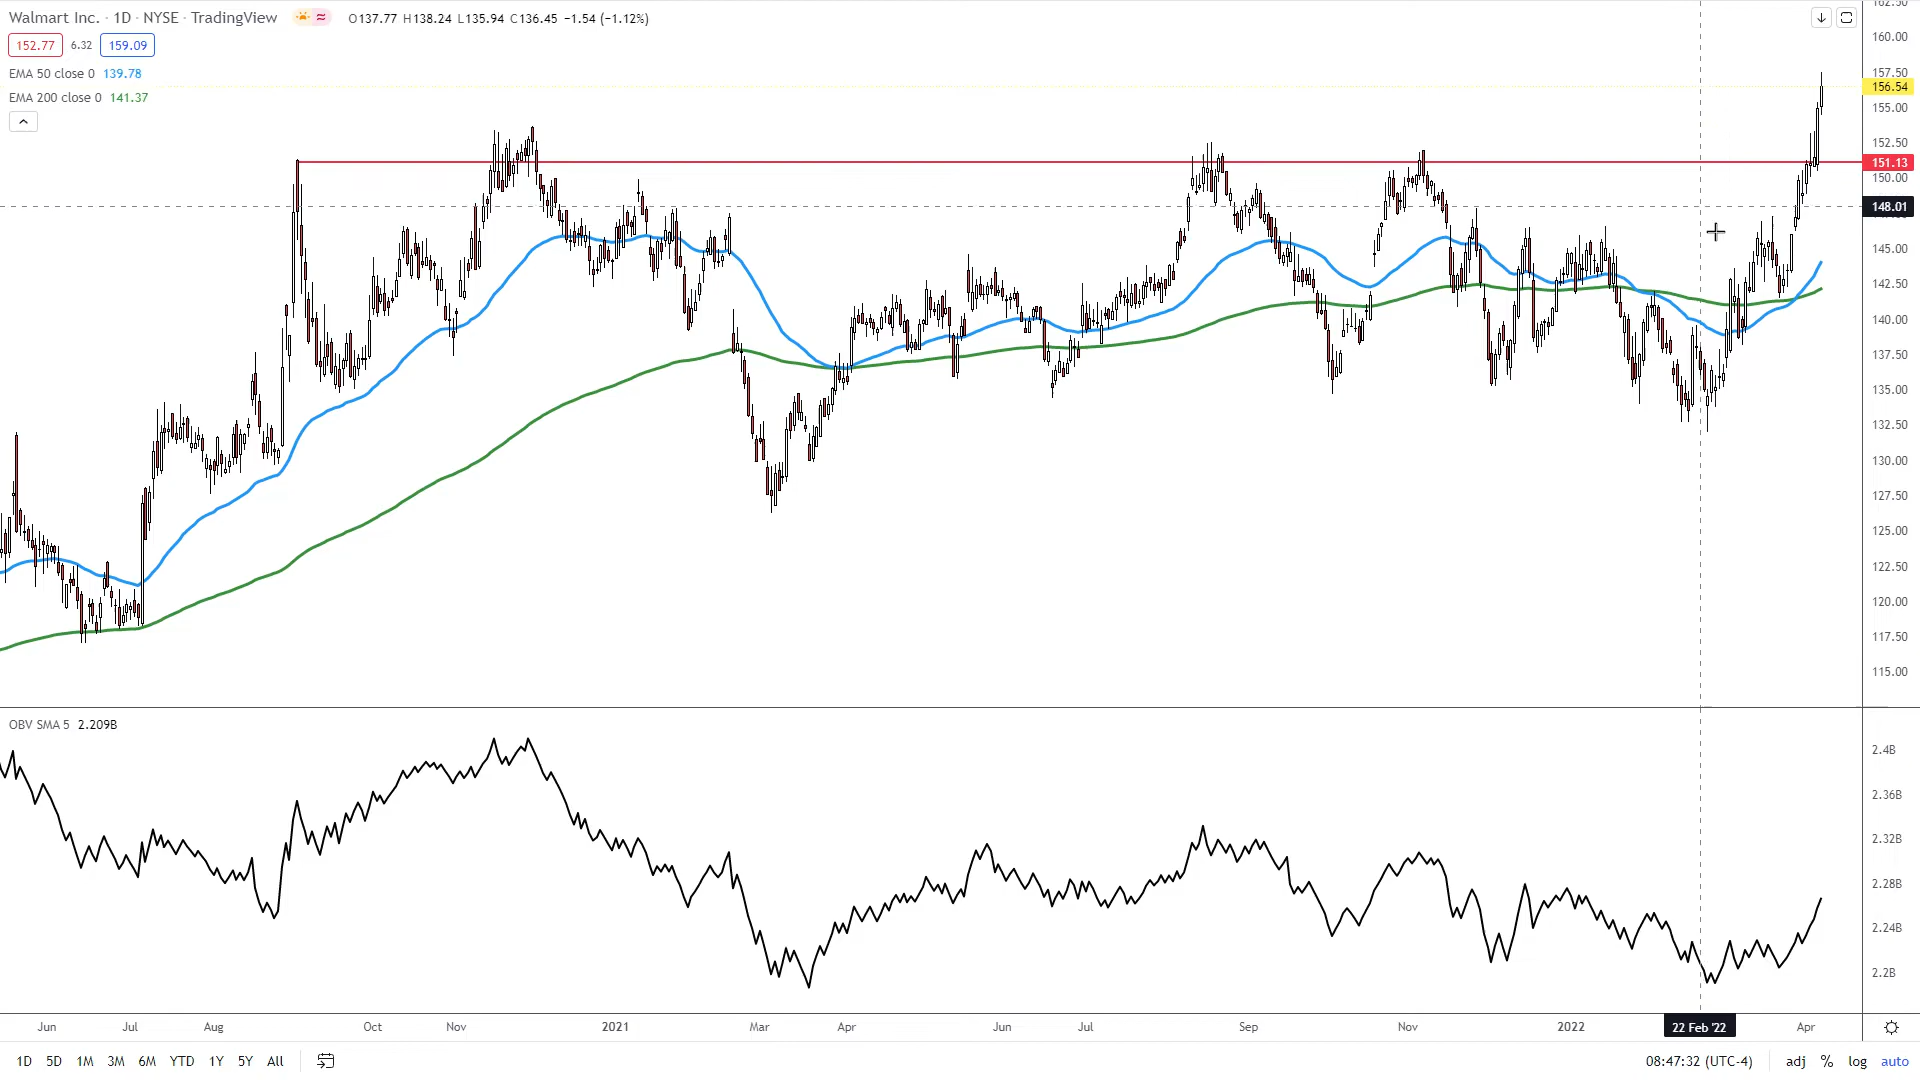 Walmart Inc. · 1D · NYSE · TradingView O137.77 H138.24 L135.94 C136.45 −1.54 (−1.12%)
152.77 6.32 159.09
EMA 50 close 0 139.78
EMA 200 close 0 141.37
162.50
160.00
157.50
156.54
155.00
152.50
151.13
150.00
148.01
145.00
142.50
140.00
137.50
135.00
132.50
130.00
127.50
125.00
122.50
120.00
117.50
115.00
OBV SMA 5 2.209B
2.4B
2.36B
2.32B
2.28B
2.24B
2.2B
Jun Jul Aug Oct Nov 2021 Mar Apr Jun Jul Sep Nov 2022 22 Feb '22 Apr
1D 5D 1M 3M 6M YTD 1Y 5Y All 08:47:32 (UTC-4) adj % log auto